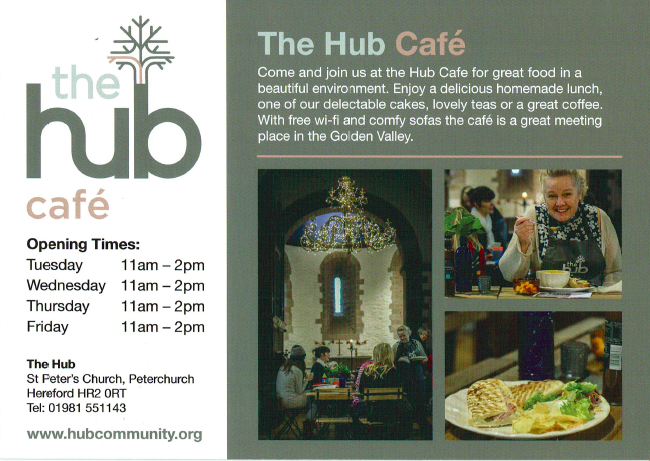 the
hub
café
Opening Times:
Tuesday 11am – 2pm
Wednesday 11am – 2pm
Thursday 11am – 2pm
Friday 11am – 2pm
The Hub
St Peter's Church, Peterchurch
Hereford HR2 0RT
Tel: 01981 551143
www.hubcommunity.org
The Hub Café
Come and join us at the Hub Cafe for great food in a
beautiful environment. Enjoy a delicious homemade lunch,
one of our delectable cakes, lovely teas or a great coffee.
With free wi-fi and comfy sofas the café is a great meeting
place in the Golden Valley.
hub